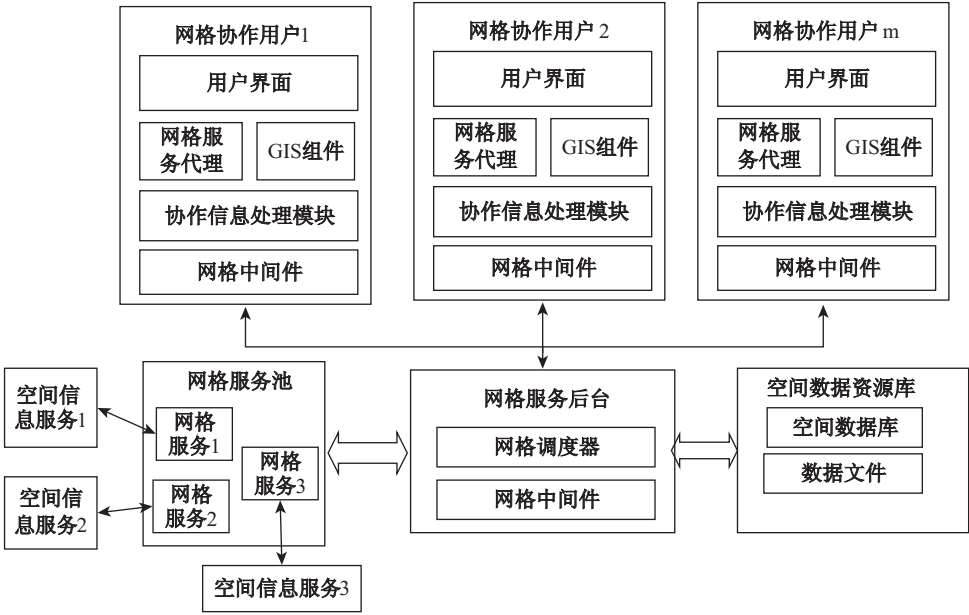 网格协作用户1
用户界面
网格服
务代理
GIS组件
协作信息处理模块
网格中间件
网格协作用户 2
用户界面
网格服
务代理
GIS组件
协作信息处理模块
网格中间件
网格协作用户 m
用户界面
网格服
务代理
GIS组件
协作信息处理模块
网格中间件
空间信
息服务1
空间信
息服务2
网格服务池
网格
服务1
网格
服务3
网格
服务2
空间信息服务3
网格服务后台
网格调度器
网格中间件
空间数据资源库
空间数据库
数据文件